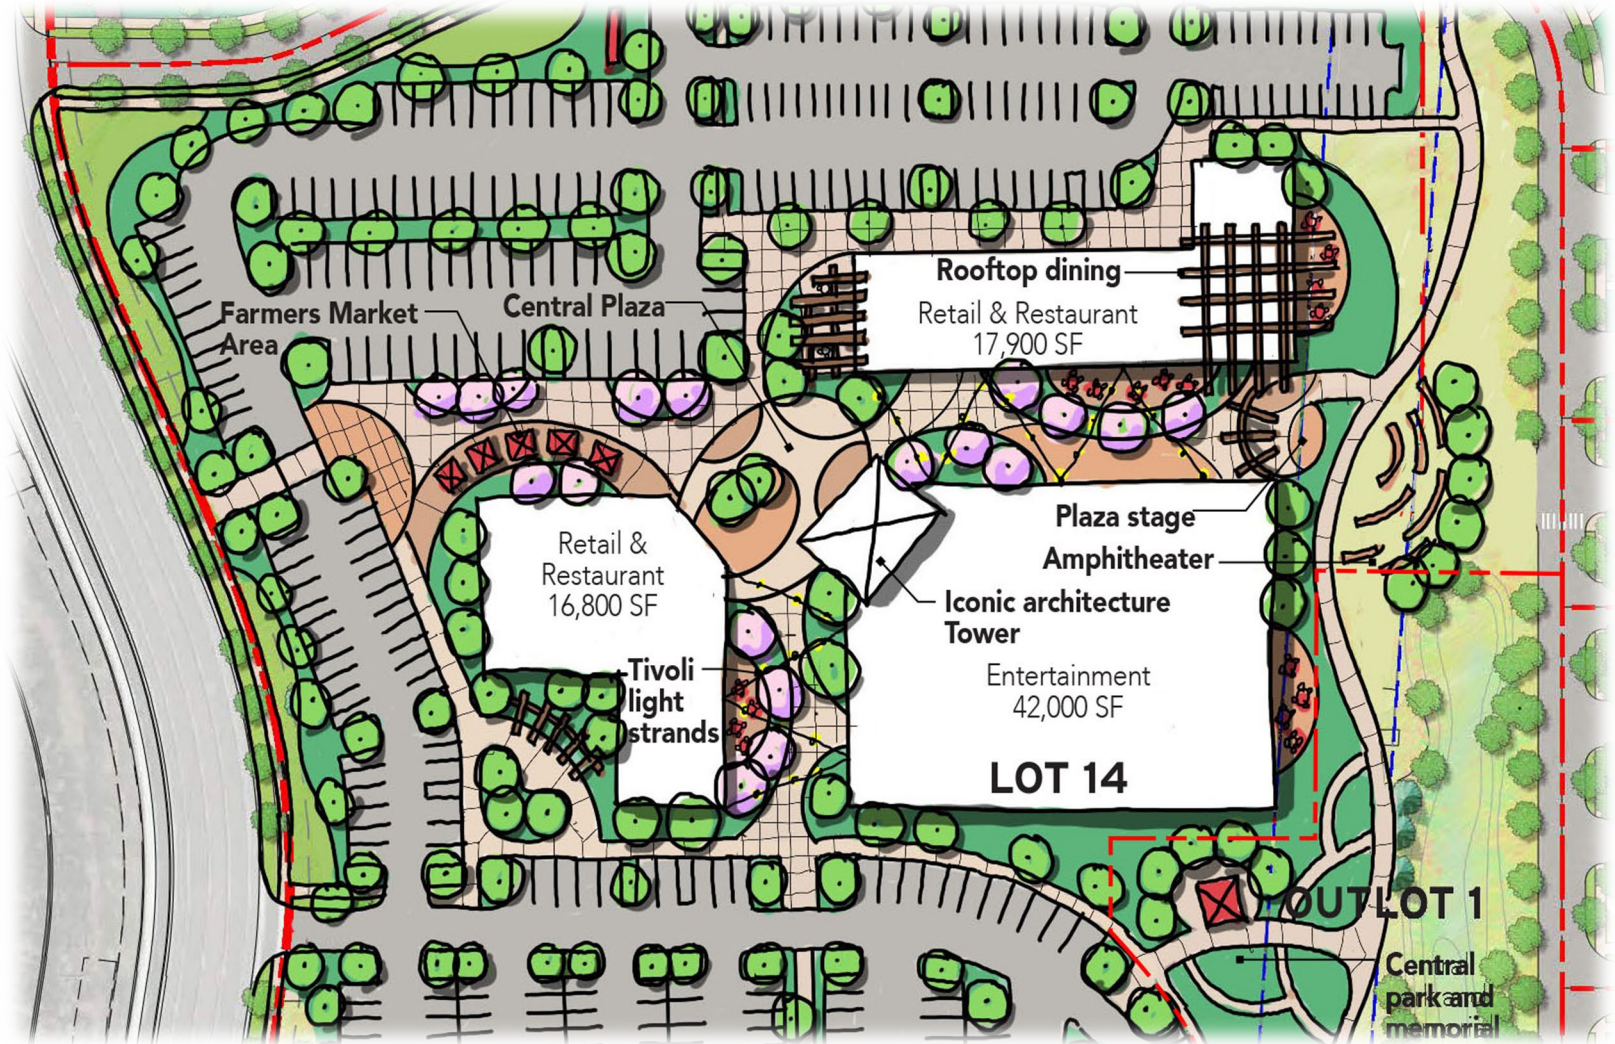 Rooftop dining
Retail & Restaurant
17,900 SF
Farmers Market
Area
Central Plaza
Plaza stage
Amphitheater
Iconic architecture
Tower
Retail &
Restaurant
16,800 SF
Tivoli
light
strands
Entertainment
42,000 SF
LOT 14
OUTLOT 1
Central
park and
memorial